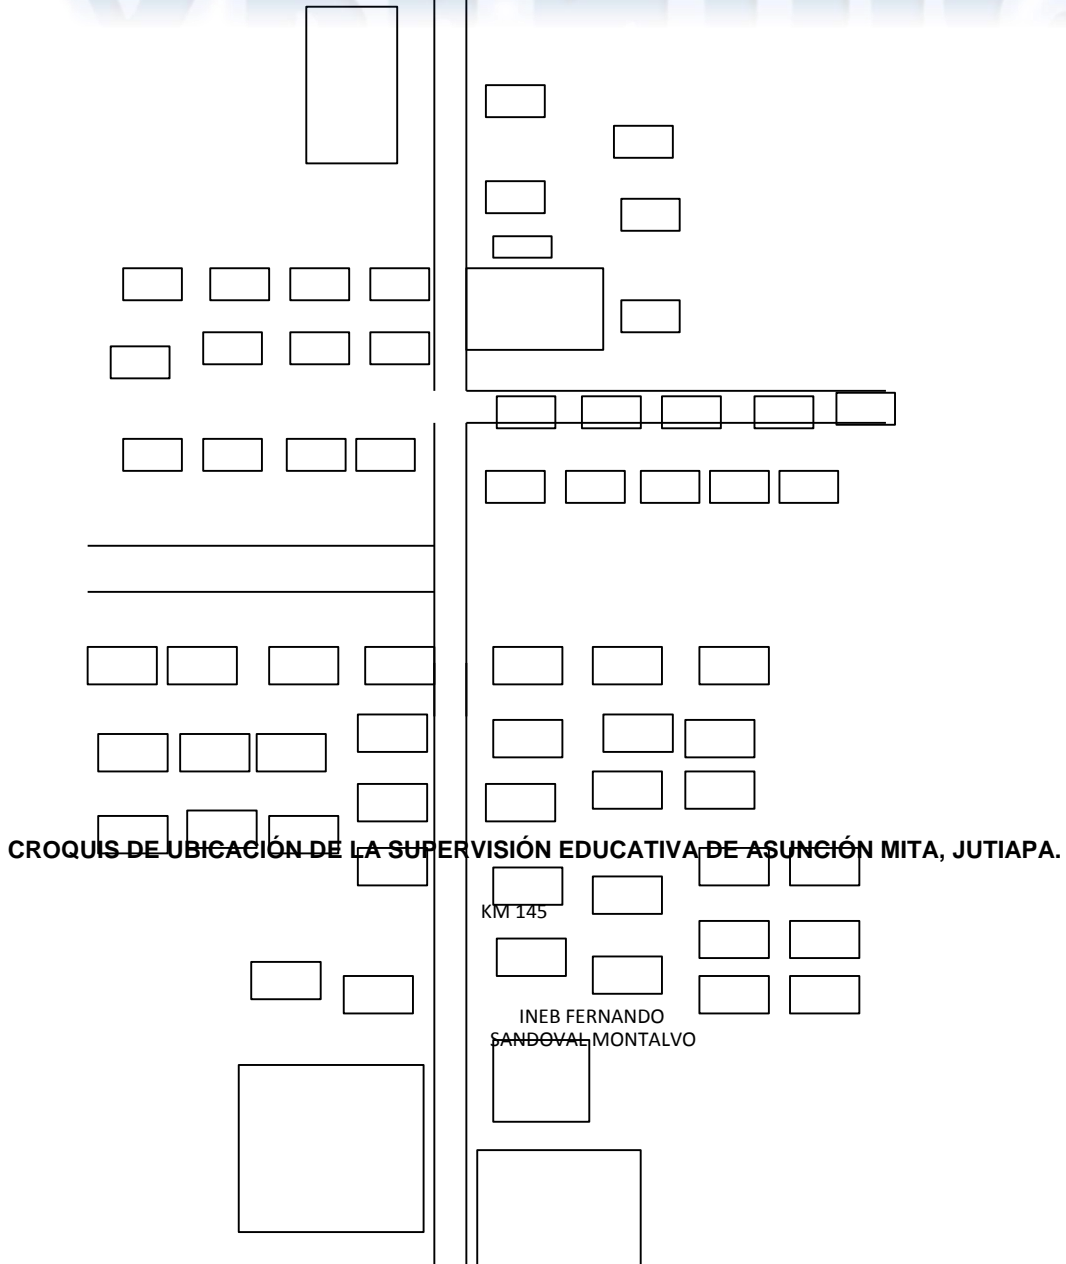 CROQUIS DE UBICACIÓN DE LA SUPERVISIÓN EDUCATIVA DE ASUNCIÓN MITA, JUTIAPA.
KM 145
INEB FERNANDO
SANDOVAL MONTALVO